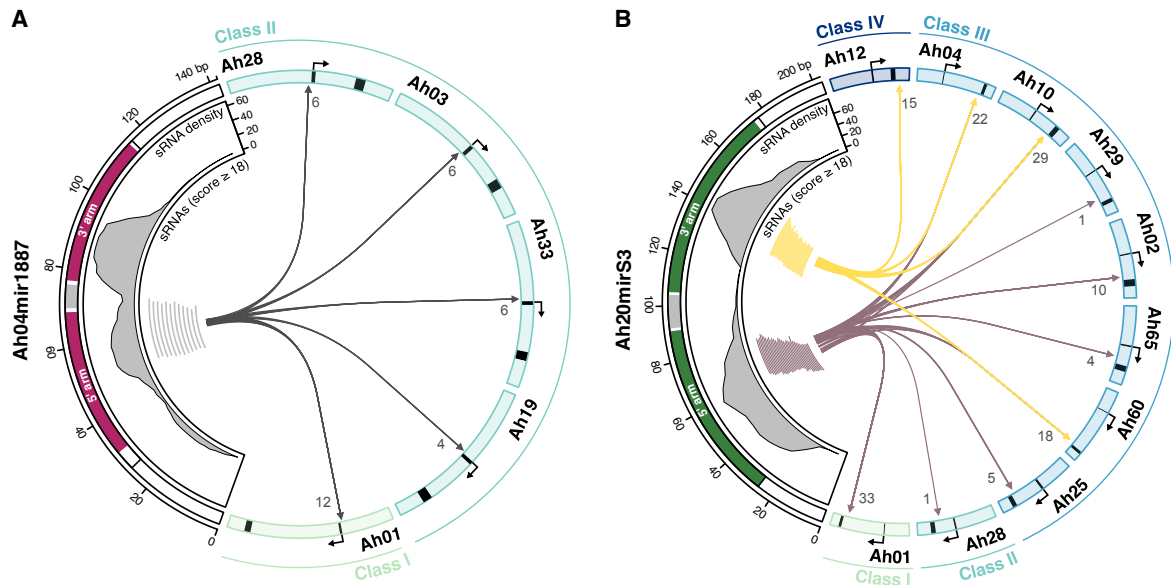 A
Class II
Ah28
Ah03
Ah33
Ah19
Ah01
Class I
Ah04mir1887
140 bp
120
100
80
60
40
20
0
3' arm
5' arm
60
40
20
0
sRNA density
sRNAs (score ≥ 18)
6
6
6
4
12
B
Class IV
Class III
Ah12
Ah04
Ah10
Ah29
Ah02
Ah65
Ah60
Ah25
Ah28
Class II
Ah01
Class I
Ah20mirS3
200 bp
180
160
140
120
100
80
60
40
20
0
3' arm
5' arm
60
40
20
0
sRNA density
sRNAs (score ≥ 18)
15
22
29
1
10
4
18
5
1
33